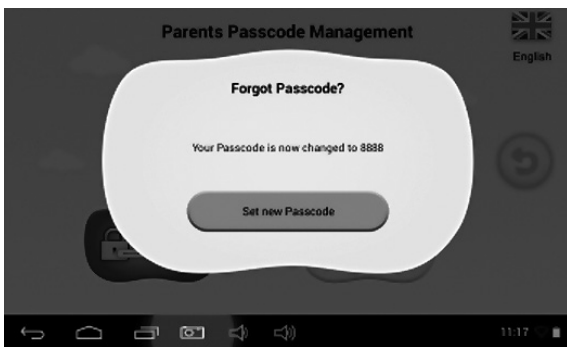 Parents Passcode Management
English
Forgot Passcode?
Your Passcode is now changed to 8888
Set new Passcode
11:17